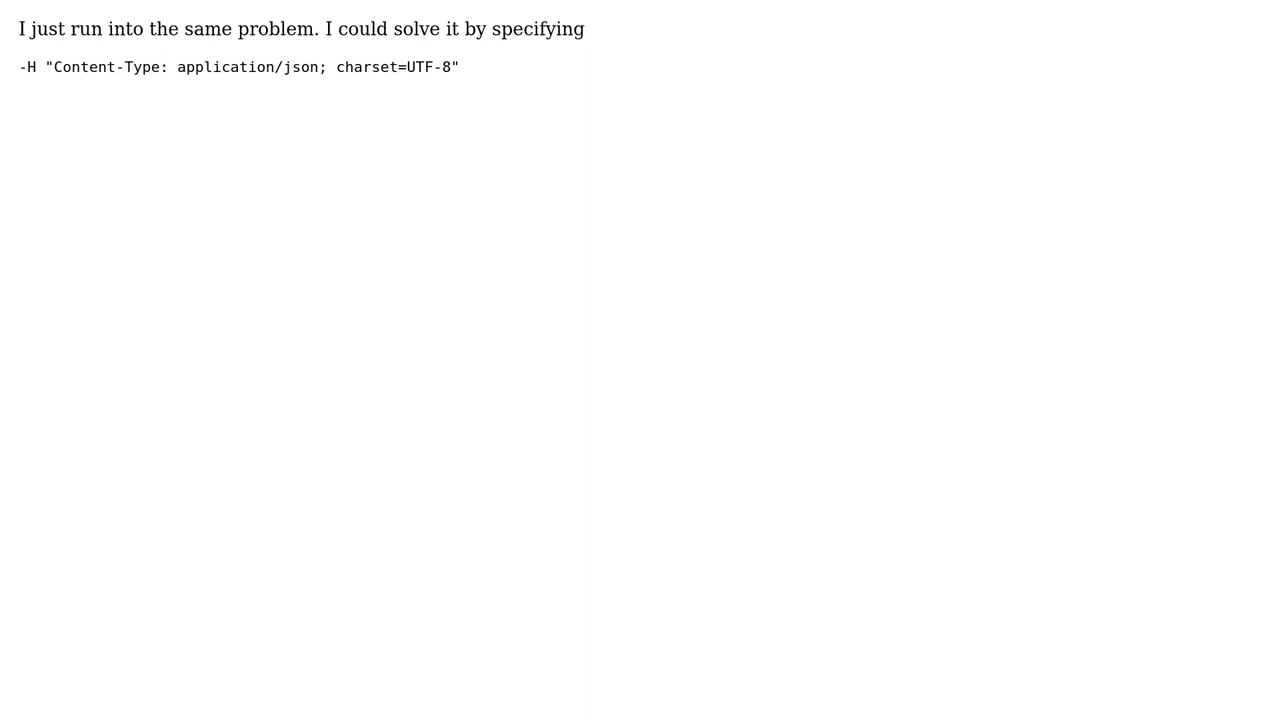 I just run into the same problem. I could solve it by specifying
-H "Content-Type: application/json; charset=UTF-8"